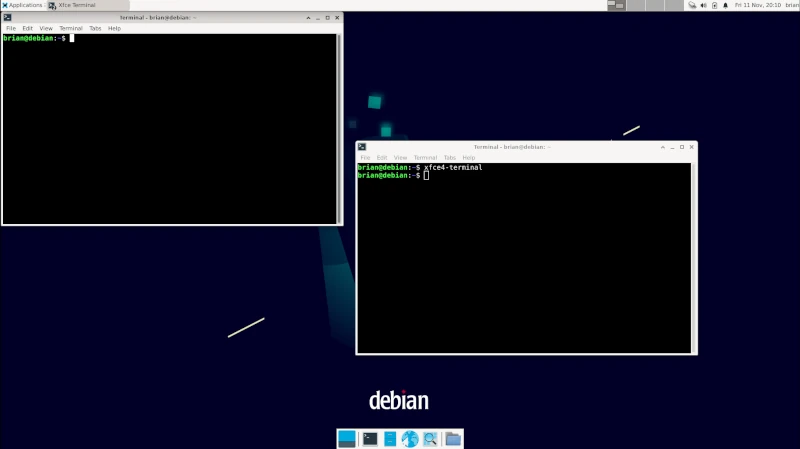 Applications
Xfce Terminal
Fri 11 Nov, 20:10 brian
Terminal - brian@debian: ~
File Edit View Terminal Tabs Help
brian@debian:~$
Terminal - brian@debian: ~
File Edit View Terminal Tabs Help
brian@debian:~$ xfce4-terminal
brian@debian:~$
debian